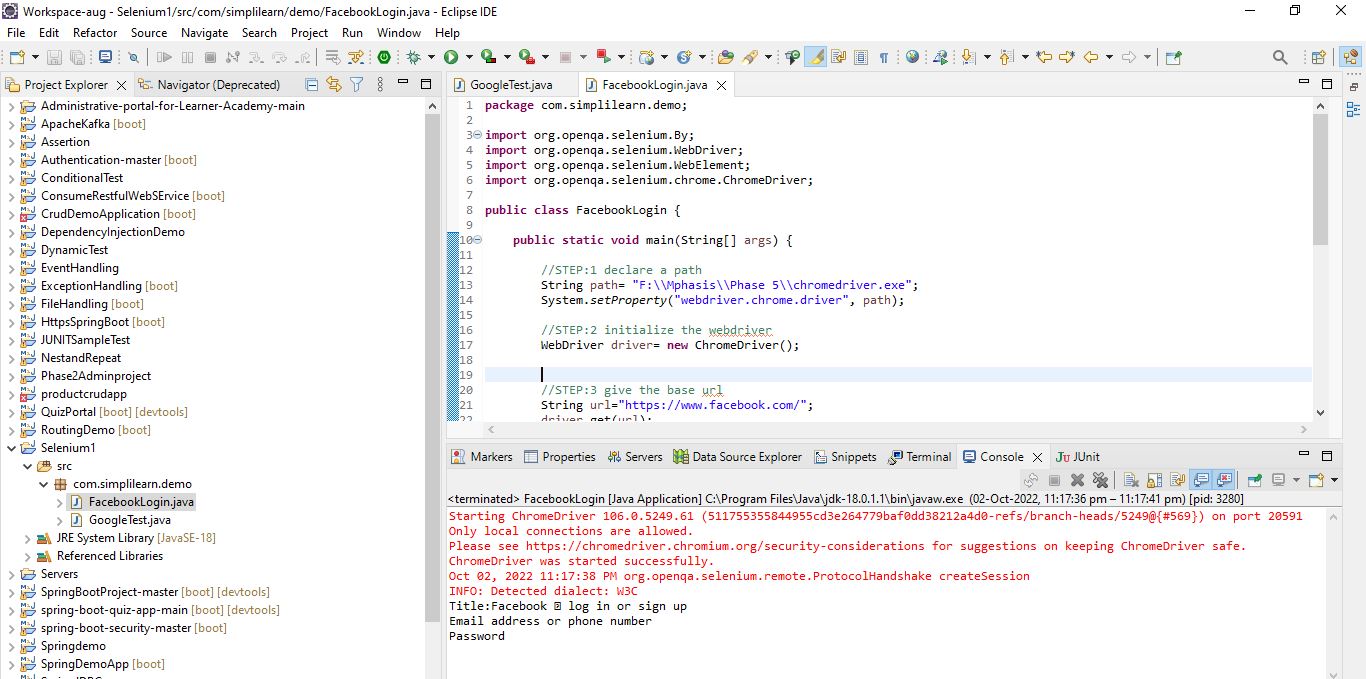 Workspace-aug - Selenium1/src/com/simplilearn/demo/FacebookLogin.java - Eclipse IDE
File Edit Refactor Source Navigate Search Project Run Window Help
Project Explorer Navigator (Deprecated)
Administrative-portal-for-Learner-Academy-main
ApacheKafka [boot]
Assertion
Authentication-master [boot]
ConditionalTest
ConsumeRestfulWebSErvice [boot]
CrudDemoApplication [boot]
DependencyInjectionDemo
DynamicTest
EventHandling
ExceptionHandling [boot]
FileHandling [boot]
HttpsSpringBoot [boot]
JUNITSampleTest
NestandRepeat
Phase2Adminproject
productcrudapp
QuizPortal [boot] [devtools]
RoutingDemo [boot]
Selenium1
src
com.simplilearn.demo
FacebookLogin.java
GoogleTest.java
JRE System Library [JavaSE-18]
Referenced Libraries
Servers
SpringBootProject-master [boot] [devtools]
spring-boot-quiz-app-main [boot] [devtools]
spring-boot-security-master [boot]
Springdemo
SpringDemoApp [boot]
GoogleTest.java FacebookLogin.java
1 package com.simplilearn.demo;
2
3 import org.openqa.selenium.By;
4 import org.openqa.selenium.WebDriver;
5 import org.openqa.selenium.WebElement;
6 import org.openqa.selenium.chrome.ChromeDriver;
7
8 public class FacebookLogin {
9
10 public static void main(String[] args) {
11
12 //STEP:1 declare a path
13 String path= "F:\\Mphasis\\Phase 5\\chromedriver.exe";
14 System.setProperty("webdriver.chrome.driver", path);
15
16 //STEP:2 initialize the webdriver
17 WebDriver driver= new ChromeDriver();
18
19
20 //STEP:3 give the base url
21 String url="https://www.facebook.com/";
22 driver.get(url);
Markers Properties Servers Data Source Explorer Snippets Terminal Console JUnit
<terminated> FacebookLogin [Java Application] C:\Program Files\Java\jdk-18.0.1.1\bin\javaw.exe (02-Oct-2022, 11:17:36 pm – 11:17:41 pm) [pid: 3280]
Starting ChromeDriver 106.0.5249.61 (511755355844955cd3e264779baf0dd38212a4d0-refs/branch-heads/5249@{#569}) on port 20591
Only local connections are allowed.
Please see https://chromedriver.chromium.org/security-considerations for suggestions on keeping ChromeDriver safe.
ChromeDriver was started successfully.
Oct 02, 2022 11:17:38 PM org.openqa.selenium.remote.ProtocolHandshake createSession
INFO: Detected dialect: W3C
Title:Facebook log in or sign up
Email address or phone number
Password